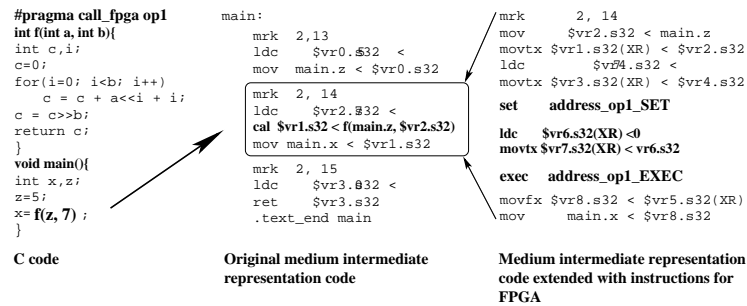 #pragma call_fpga op1
int f(int a, int b){
int c,i;
c=0;
for(i=0; i<b; i++)
c = c + a<<i + i;
c = c>>b;
return c;
}
void main(){
int x,z;
z=5;
x= f(z, 7) ;
}
C code
main:
mrk 2,13
ldc $vr0.s32 <
mov main.z < $vr0.s32
mrk 2, 14
ldc $vr2.s32 <
cal $vr1.s32 < f(main.z, $vr2.s32)
mov main.x < $vr1.s32
mrk 2, 15
ldc $vr3.s32 <
ret $vr3.s32
.text_end main
Original medium intermediate
representation code
mrk 2, 14
mov $vr2.s32 < main.z
movtx $vr1.s32(XR) < $vr2.s32
ldc $vr4.s32 <
movtx $vr3.s32(XR) < $vr4.s32
set address_op1_SET
ldc $vr6.s32(XR) <0
movtx $vr7.s32(XR) < vr6.s32
exec address_op1_EXEC
movfx $vr8.s32 < $vr5.s32(XR)
mov main.x < $vr8.s32
Medium intermediate representation
code extended with instructions for
FPGA